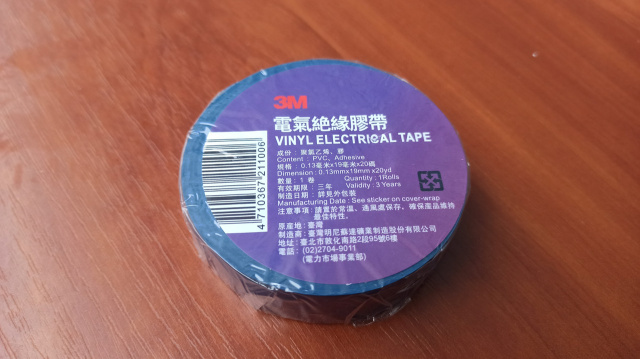 3M
電氣絕緣膠帶
VINYL ELECTRICAL TAPE
成份：聚氯乙烯、膠
Content : PVC, Adhesive
規格：0.13毫米x19毫米x20碼
Dimension : 0.13mmx19mm x20yd
數量：1 卷 Quantity : 1Rolls
有效期限：三年 Validity : 3 Years
製造日期：詳見外包裝
Manufacturing Date : See sticker on cover-wrap
注意事項：請置於常溫、通風處保存，確保產品維持
最佳特性。
原產地：臺灣
製造商：臺灣明尼蘇達礦業製造股份有限公司
地址：臺北市敦化南路2段95號6樓
電話：(02)2704-9011
(電力市場事業部)
4 710367 211006